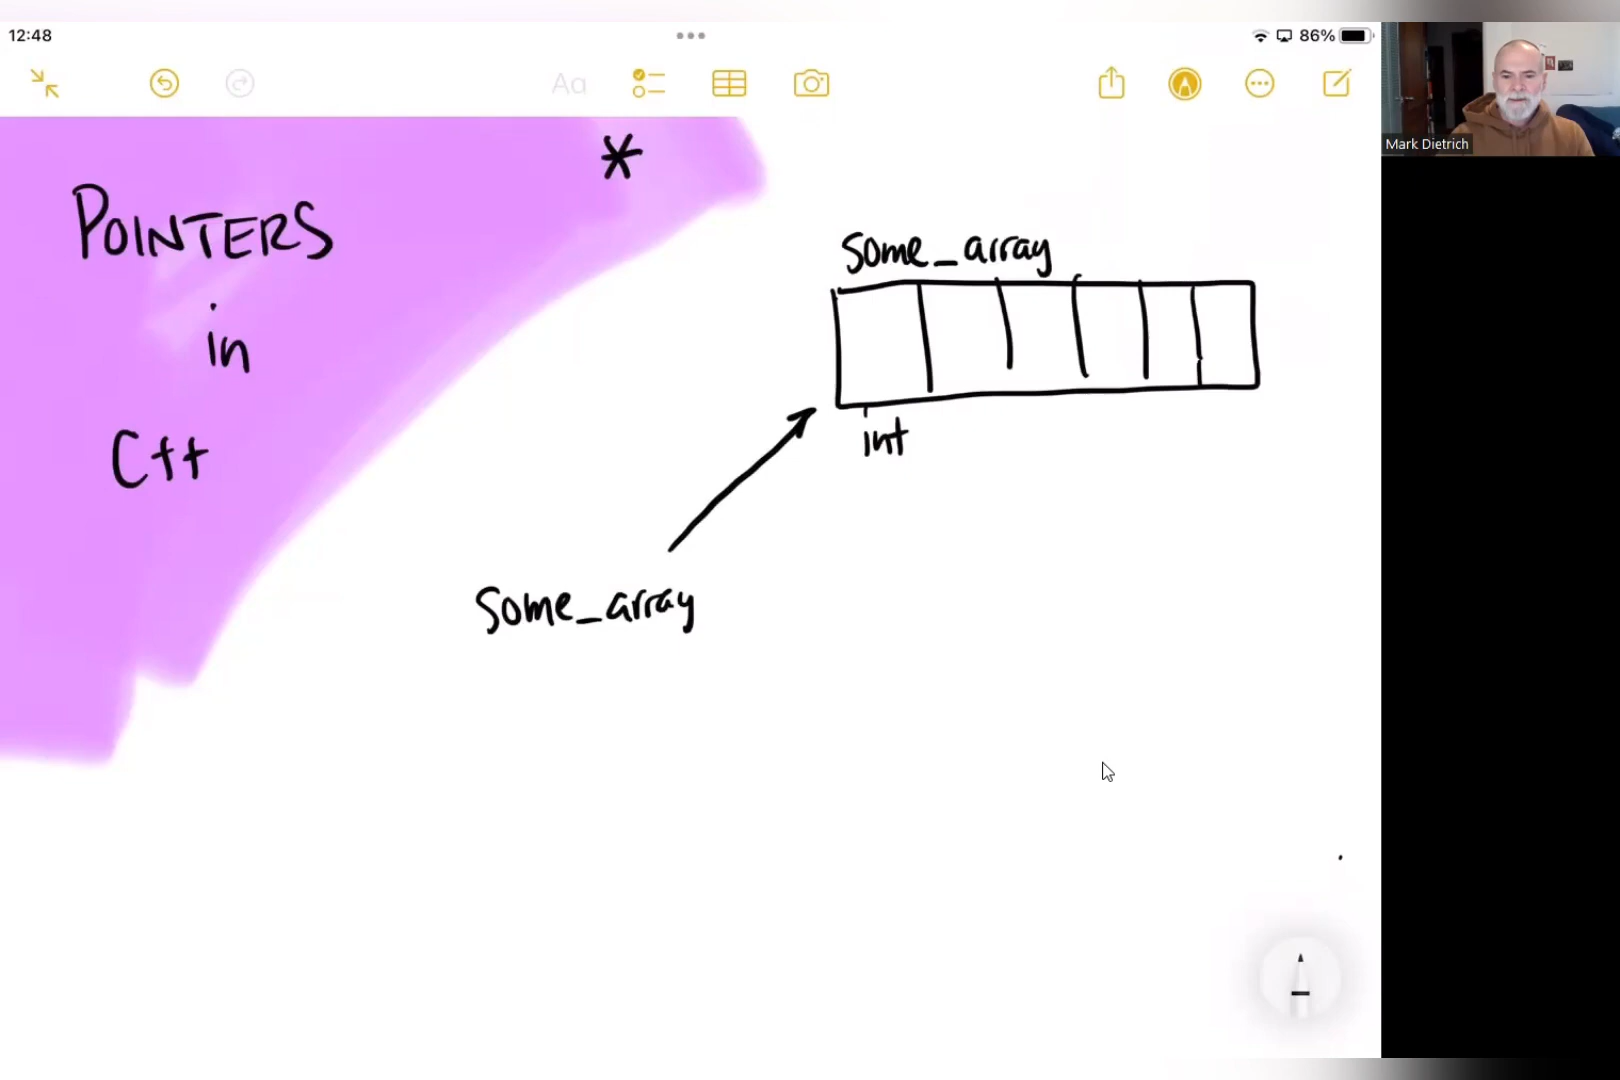 12:48
86%
Aa
Mark Dietrich
*
POINTERS
in
C++
some_array
int
some_array